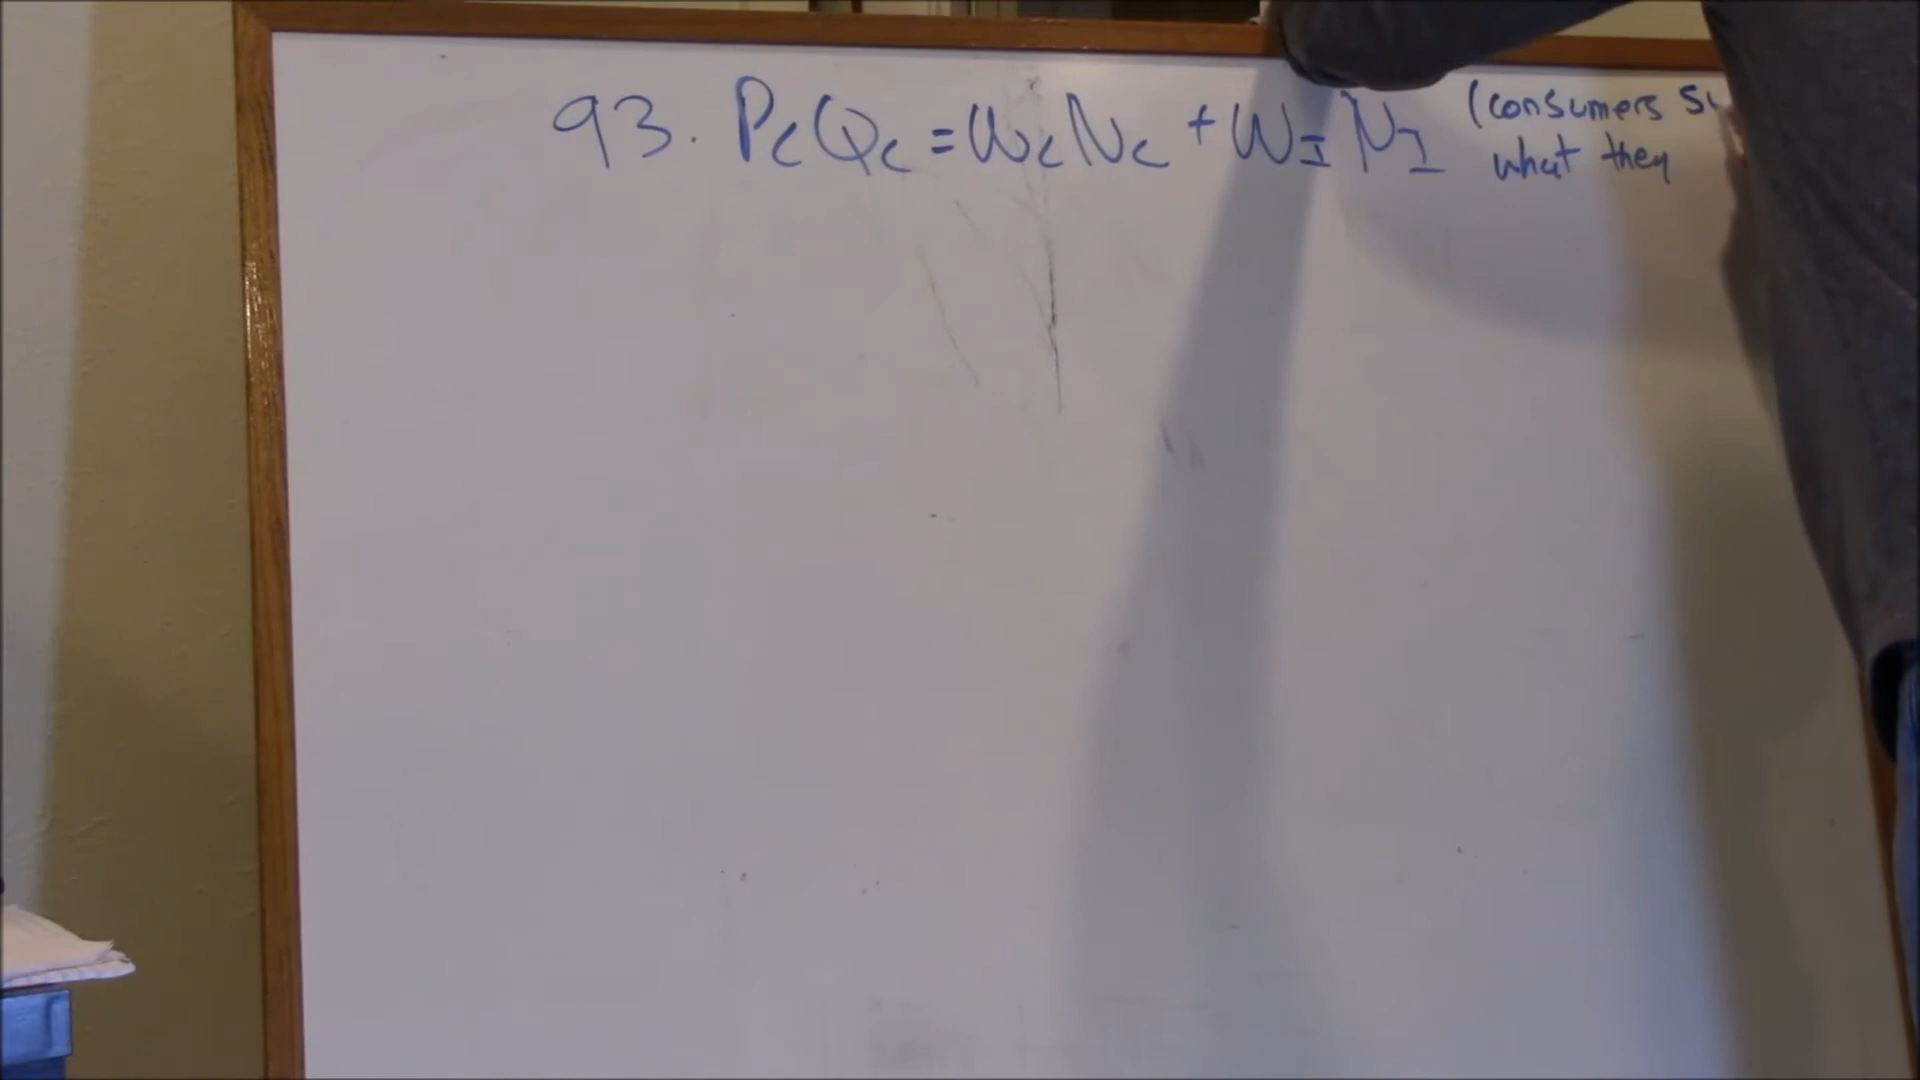 93. PcQc = WcNc + WINI (consumers
what they